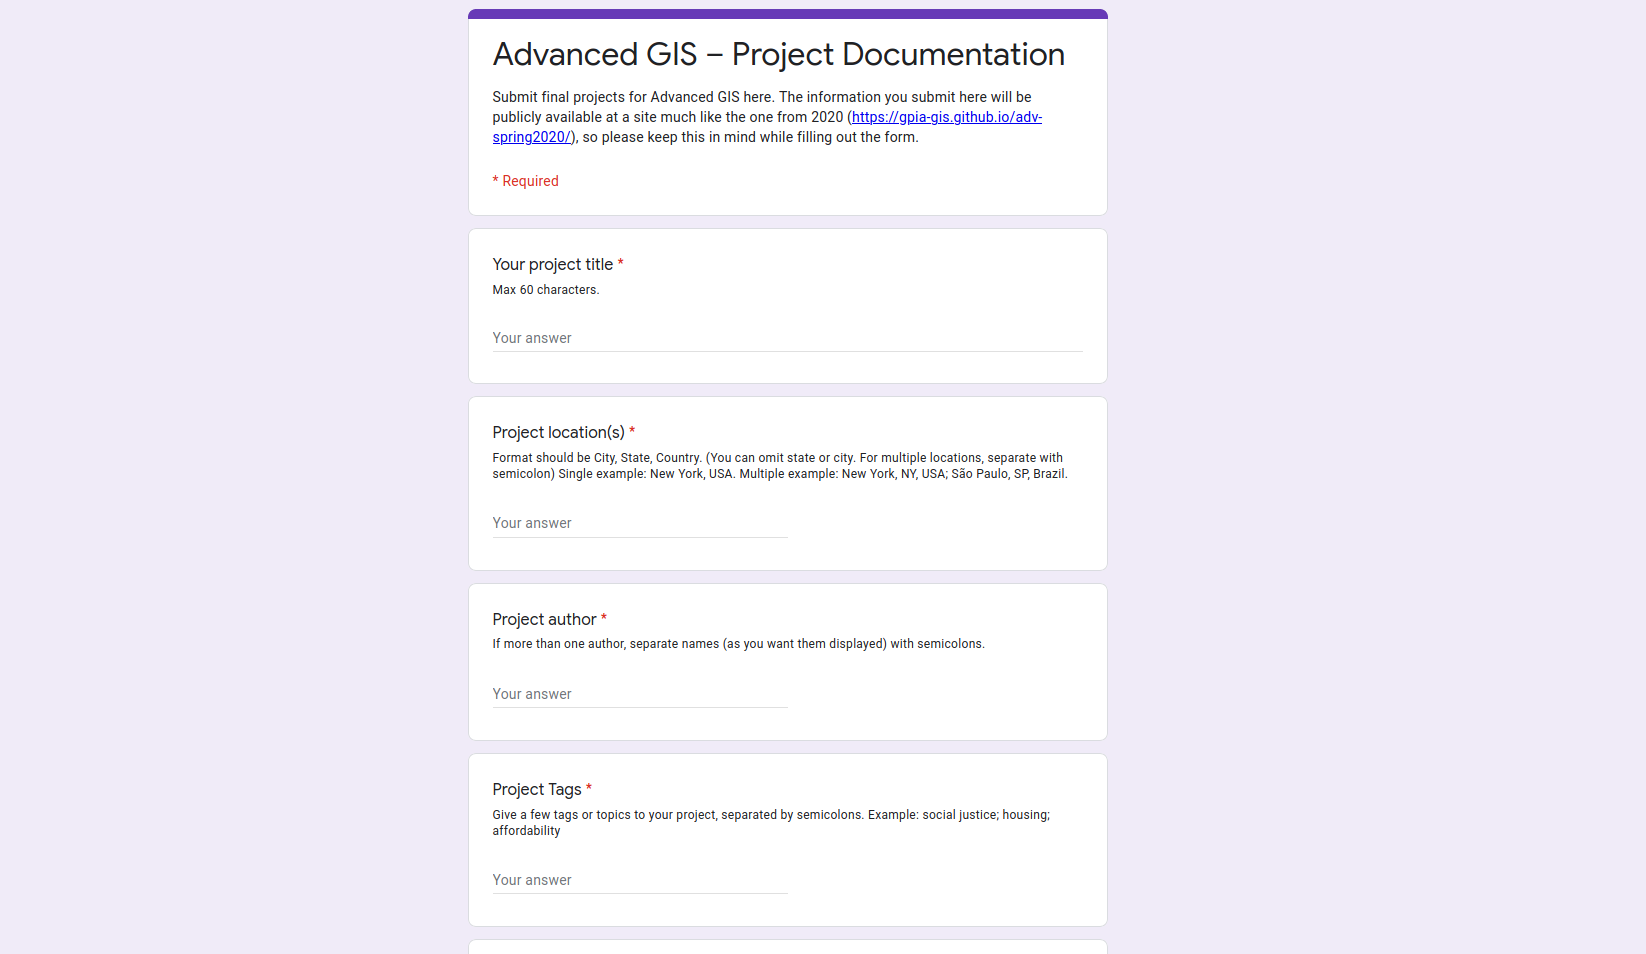 Advanced GIS – Project Documentation
Submit final projects for Advanced GIS here. The information you submit here will be
publicly available at a site much like the one from 2020 (https://gpia-gis.github.io/adv-
spring2020/), so please keep this in mind while filling out the form.
* Required
Your project title *
Max 60 characters.
Your answer
Project location(s) *
Format should be City, State, Country. (You can omit state or city. For multiple locations, separate with
semicolon) Single example: New York, USA. Multiple example: New York, NY, USA; São Paulo, SP, Brazil.
Your answer
Project author *
If more than one author, separate names (as you want them displayed) with semicolons.
Your answer
Project Tags *
Give a few tags or topics to your project, separated by semicolons. Example: social justice; housing;
affordability
Your answer